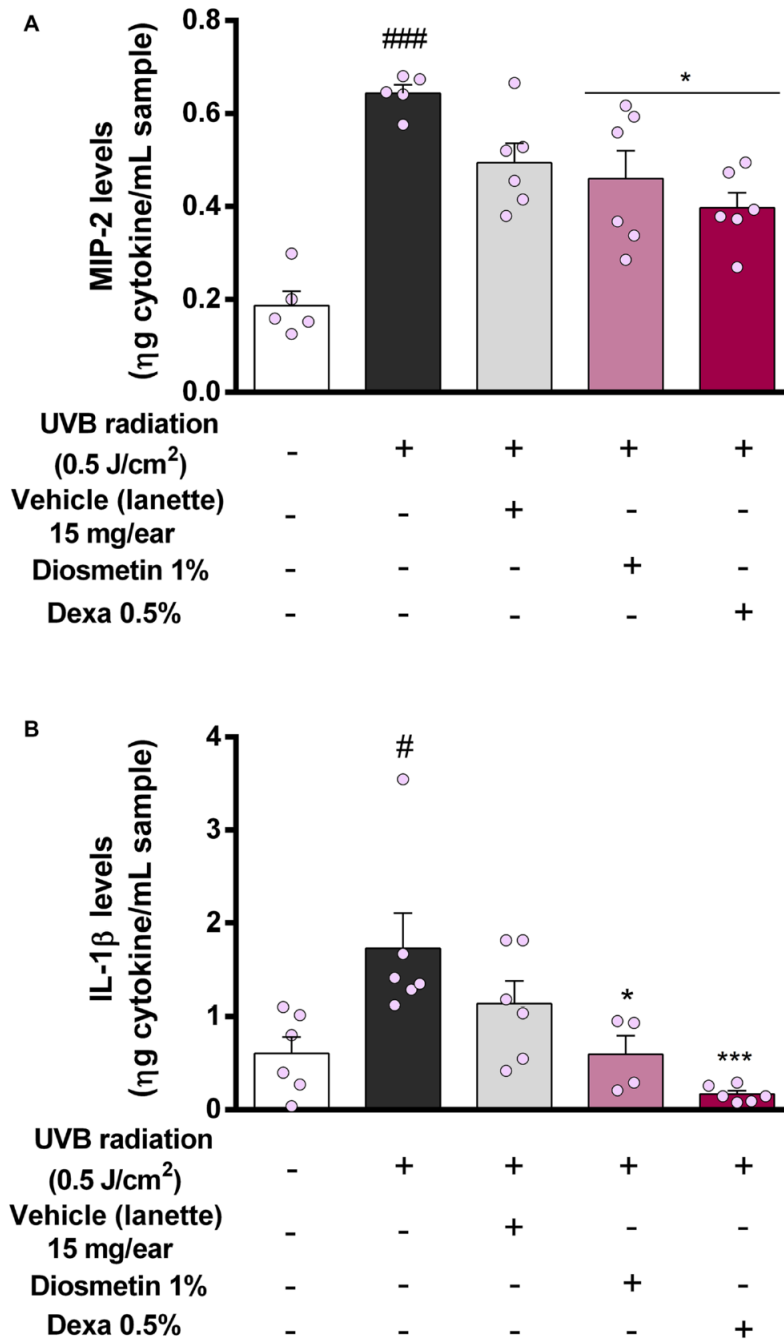 A
MIP-2 levels
(ηg cytokine/mL sample)
0.8
0.6
0.4
0.2
0.0
###
*
UVB radiation
(0.5 J/cm²) - + + + +
Vehicle (lanette)
15 mg/ear - - + - -
Diosmetin 1% - - - + -
Dexa 0.5% - - - - +
B
IL-1β levels
(ηg cytokine/mL sample)
4
3
2
1
0
#
*
***
UVB radiation
(0.5 J/cm²) - + + + +
Vehicle (lanette)
15 mg/ear - - + - -
Diosmetin 1% - - - + -
Dexa 0.5% - - - - +